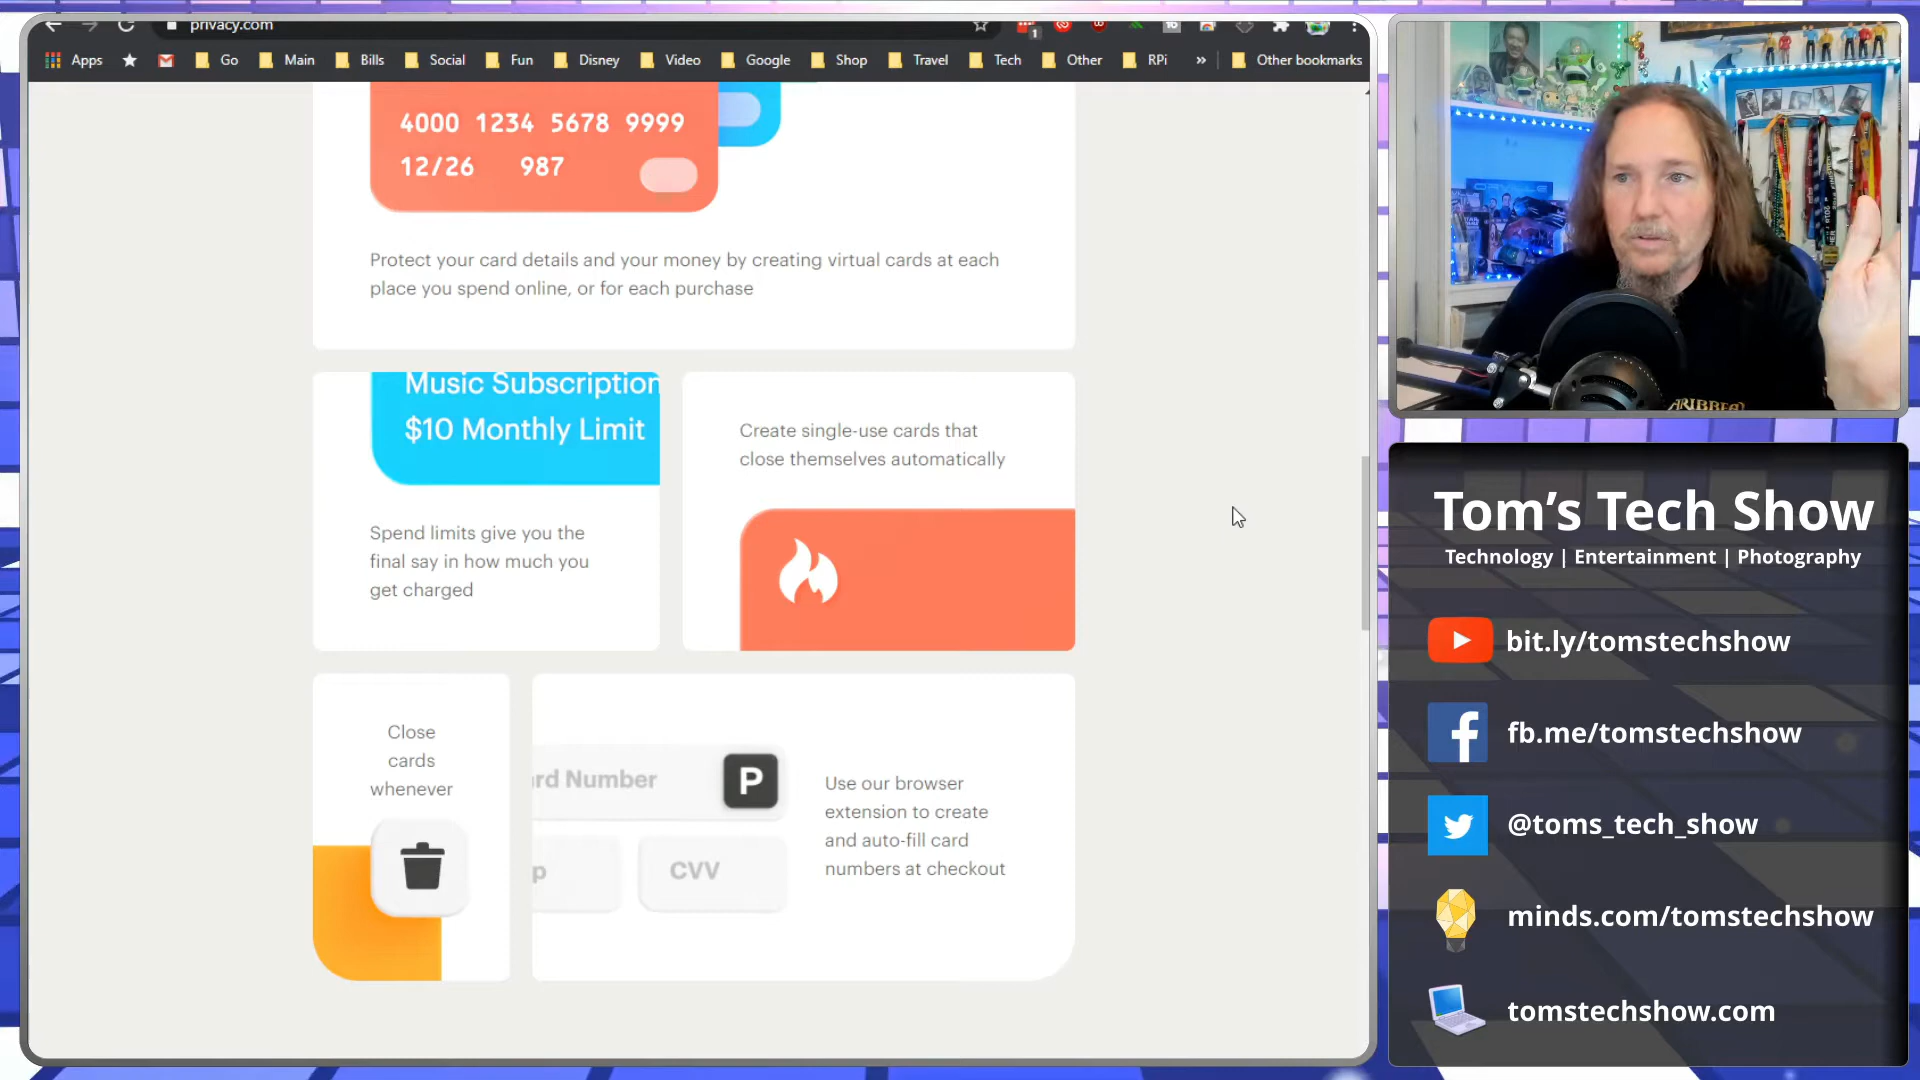 privacy.com
1
Apps
Go
Main
Bills
Social
Fun
Disney
Video
Google
Shop
Travel
Tech
Other
RPi
»
Other bookmarks
4000 1234 5678 9999
12/26 987
Protect your card details and your money by creating virtual cards at each
place you spend online, or for each purchase
Music Subscription
$10 Monthly Limit
Spend limits give you the
final say in how much you
get charged
Create single-use cards that
close themselves automatically
Close
cards
whenever
rd Number
P
p
CVV
Use our browser
extension to create
and auto-fill card
numbers at checkout
Tom's Tech Show
Technology | Entertainment | Photography
bit.ly/tomstechshow
fb.me/tomstechshow
@toms_tech_show
minds.com/tomstechshow
tomstechshow.com